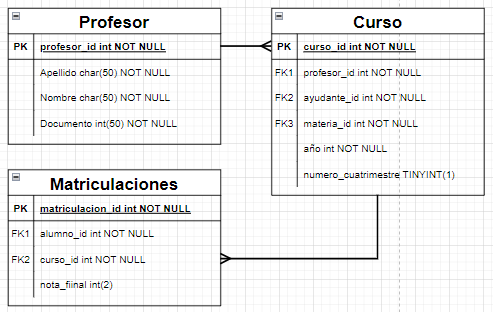 Profesor
PK profesor_id int NOT NULL
Apellido char(50) NOT NULL
Nombre char(50) NOT NULL
Documento int(50) NOT NULL
Curso
PK curso_id int NOT NULL
FK1 profesor_id int NOT NULL
FK2 ayudante_id int NOT NULL
FK3 materia_id int NOT NULL
año int NOT NULL
numero_cuatrimestre TINYINT(1)
Matriculaciones
PK matriculacion_id int NOT NULL
FK1 alumno_id int NOT NULL
FK2 curso_id int NOT NULL
nota_fiinal int(2)